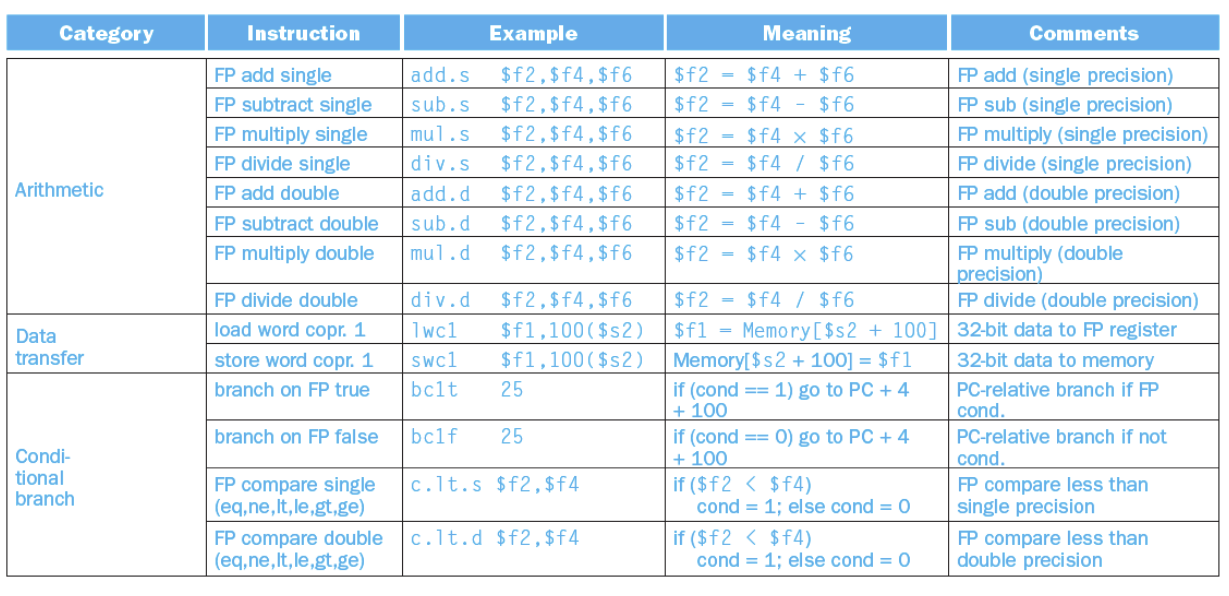 Category Instruction Example Meaning Comments
Arithmetic
FP add single add.s $f2,$f4,$f6 $f2 = $f4 + $f6 FP add (single precision)
FP subtract single sub.s $f2,$f4,$f6 $f2 = $f4 - $f6 FP sub (single precision)
FP multiply single mul.s $f2,$f4,$f6 $f2 = $f4 × $f6 FP multiply (single precision)
FP divide single div.s $f2,$f4,$f6 $f2 = $f4 / $f6 FP divide (single precision)
FP add double add.d $f2,$f4,$f6 $f2 = $f4 + $f6 FP add (double precision)
FP subtract double sub.d $f2,$f4,$f6 $f2 = $f4 - $f6 FP sub (double precision)
FP multiply double mul.d $f2,$f4,$f6 $f2 = $f4 × $f6 FP multiply (double
precision)
FP divide double div.d $f2,$f4,$f6 $f2 = $f4 / $f6 FP divide (double precision)
Data
transfer
load word copr. 1 lwc1 $f1,100($s2) $f1 = Memory[$s2 + 100] 32-bit data to FP register
store word copr. 1 swc1 $f1,100($s2) Memory[$s2 + 100] = $f1 32-bit data to memory
Condi-
tional
branch
branch on FP true bc1t 25 if (cond == 1) go to PC + 4 PC-relative branch if FP
+ 100 cond.
branch on FP false bc1f 25 if (cond == 0) go to PC + 4 PC-relative branch if not
+ 100 cond.
FP compare single c.lt.s $f2,$f4 if ($f2 < $f4) FP compare less than
(eq,ne,lt,le,gt,ge) cond = 1; else cond = 0 single precision
FP compare double c.lt.d $f2,$f4 if ($f2 < $f4) FP compare less than
(eq,ne,lt,le,gt,ge) cond = 1; else cond = 0 double precision